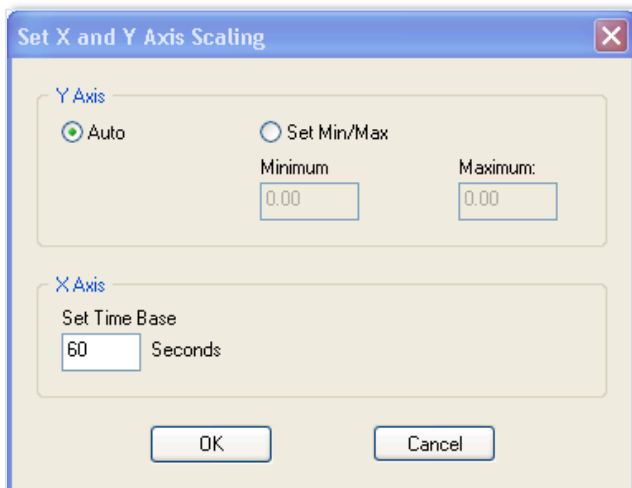 Set X and Y Axis Scaling
Y Axis
Auto
Set Min/Max
Minimum
Maximum:
0.00
0.00
X Axis
Set Time Base
60
Seconds
OK
Cancel